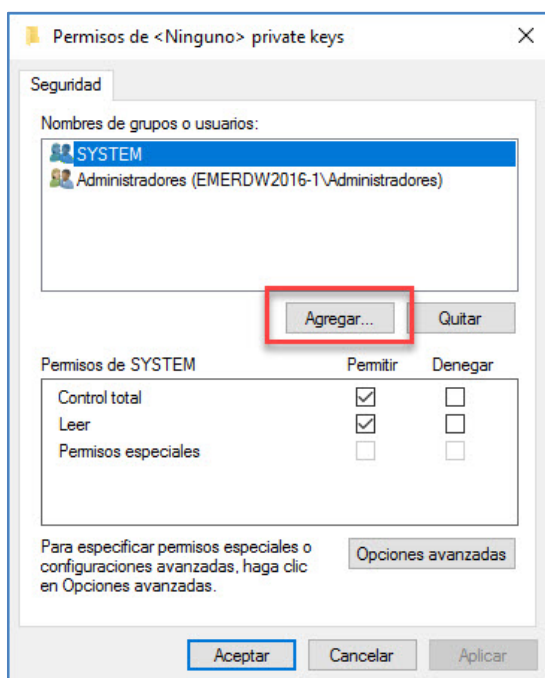 Permisos de <Ninguno> private keys
Seguridad
Nombres de grupos o usuarios:
SYSTEM
Administradores (EMERDW2016-1\Administradores)
Agregar...
Quitar
Permisos de SYSTEM Permitir Denegar
Control total
Leer
Permisos especiales
Para especificar permisos especiales o
configuraciones avanzadas, haga clic
en Opciones avanzadas.
Opciones avanzadas
Aceptar
Cancelar
Aplicar